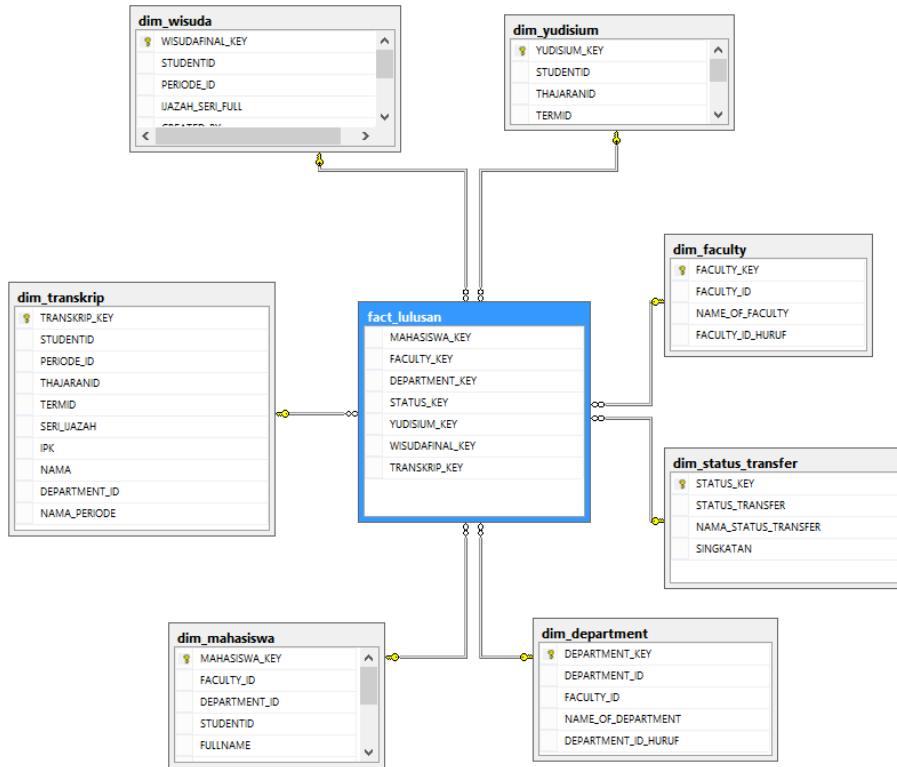 dim_wisuda
WISUDAFINAL_KEY
STUDENTID
PERIODE_ID
IJAZAH_SERI_FULL
CREATED_BY
dim_yudisium
YUDISIUM_KEY
STUDENTID
THAJARANID
TERMID
dim_faculty
FACULTY_KEY
FACULTY_ID
NAME_OF_FACULTY
FACULTY_ID_HURUF
dim_transkrip
TRANSKRIP_KEY
STUDENTID
PERIODE_ID
THAJARANID
TERMID
SERI_IJAZAH
IPK
NAMA
DEPARTMENT_ID
NAMA_PERIODE
fact_lulusan
MAHASISWA_KEY
FACULTY_KEY
DEPARTMENT_KEY
STATUS_KEY
YUDISIUM_KEY
WISUDAFINAL_KEY
TRANSKRIP_KEY
dim_status_transfer
STATUS_KEY
STATUS_TRANSFER
NAMA_STATUS_TRANSFER
SINGKATAN
dim_mahasiswa
MAHASISWA_KEY
FACULTY_ID
DEPARTMENT_ID
STUDENTID
FULLNAME
dim_department
DEPARTMENT_KEY
DEPARTMENT_ID
FACULTY_ID
NAME_OF_DEPARTMENT
DEPARTMENT_ID_HURUF